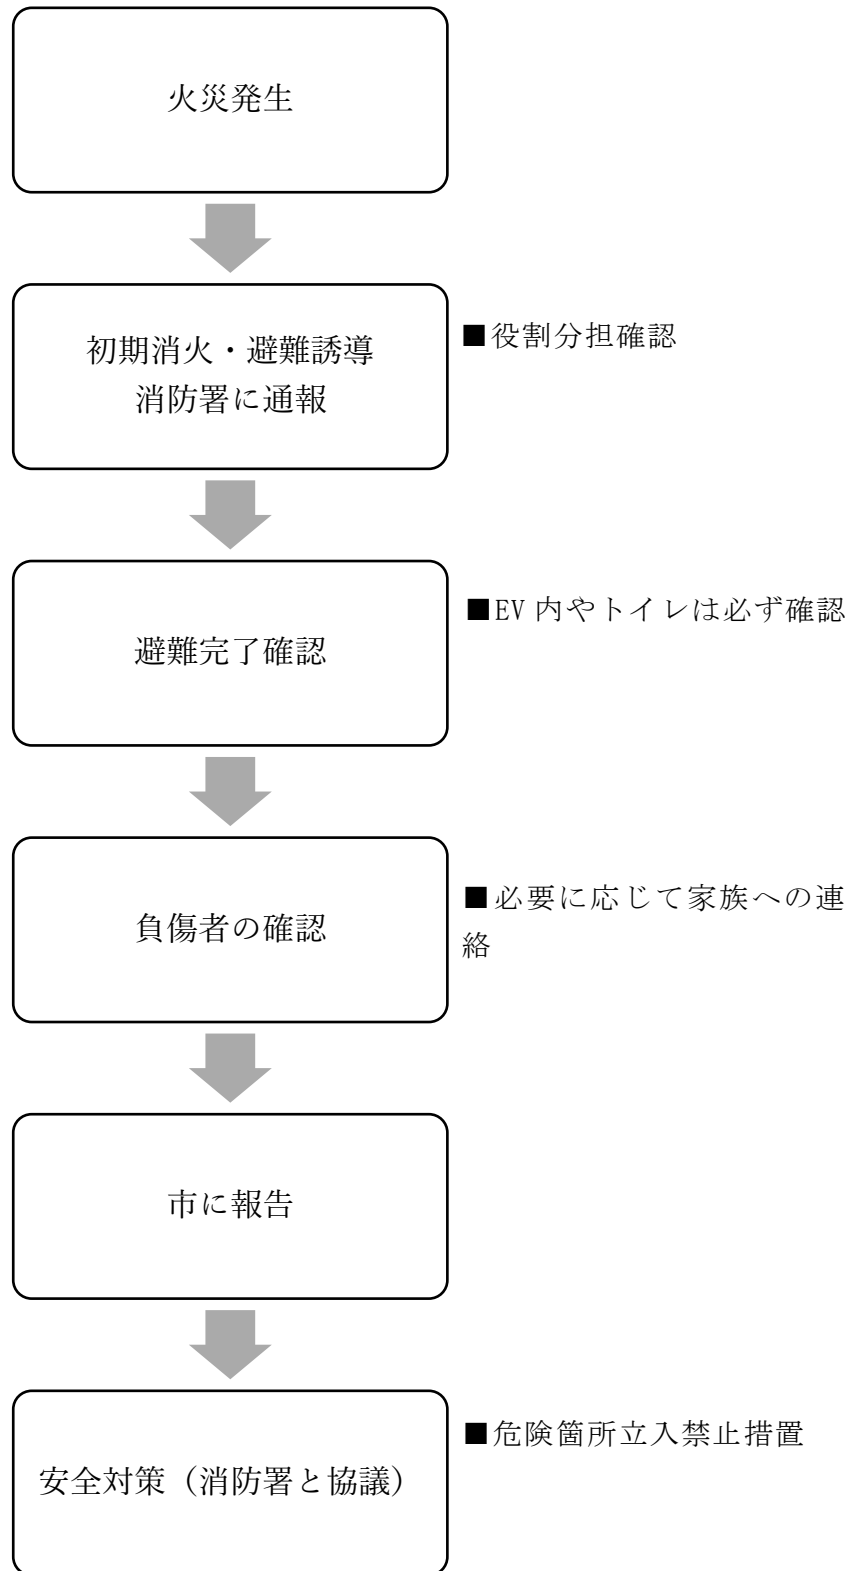 火災発生
初期消火・避難誘導
消防署に通報
■役割分担確認
避難完了確認
■EV 内やトイレは必ず確認
負傷者の確認
■必要に応じて家族への連
絡
市に報告
安全対策（消防署と協議）
■危険箇所立入禁止措置